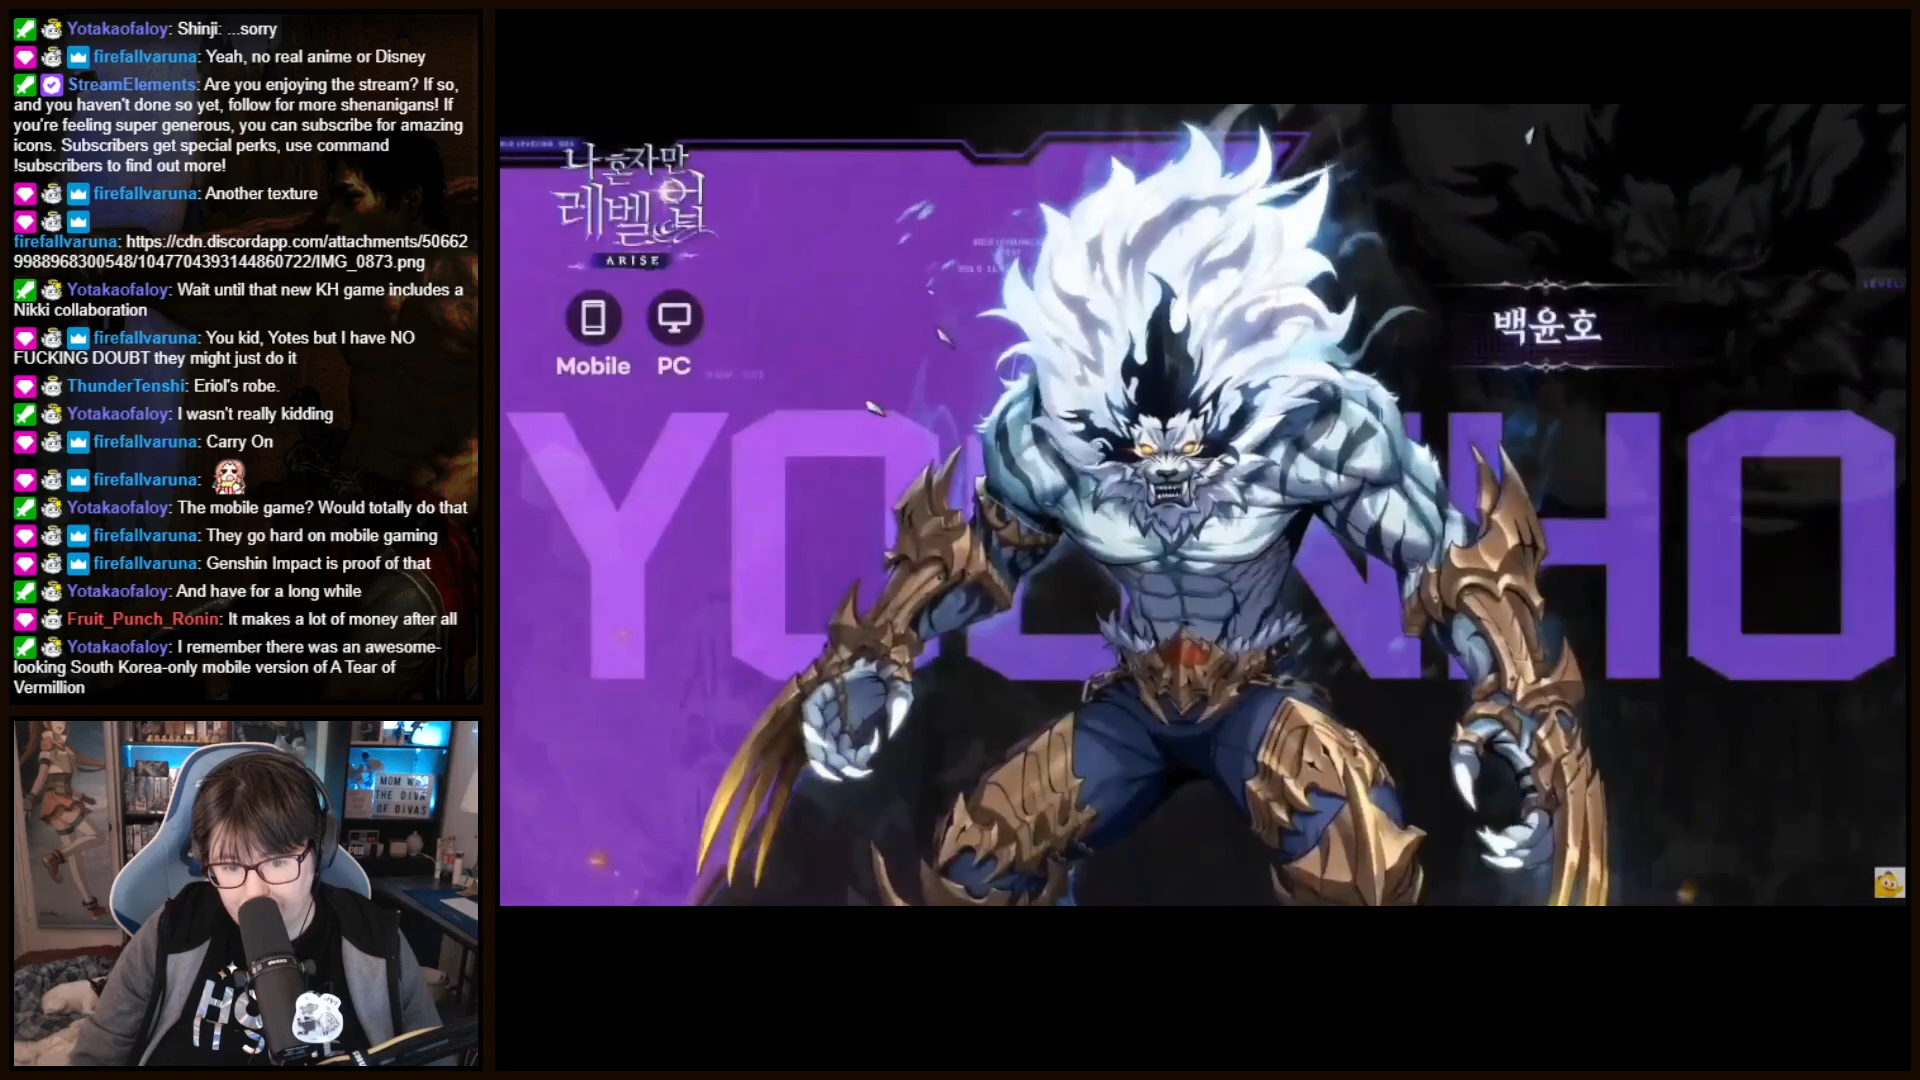 Yotakaofaloy: Shinji: ...sorry
firefallvaruna: Yeah, no real anime or Disney
StreamElements: Are you enjoying the stream? If so,
and you haven't done so yet, follow for more shenanigans! If
you're feeling super generous, you can subscribe for amazing
icons. Subscribers get special perks, use command
!subscribers to find out more!
firefallvaruna: Another texture
firefallvaruna: https://cdn.discordapp.com/attachments/50662
9988968300548/1047704393144860722/IMG_0873.png
Yotakaofaloy: Wait until that new KH game includes a
Nikki collaboration
firefallvaruna: You kid, Yotes but I have NO
FUCKING DOUBT they might just do it
ThunderTenshi: Eriol's robe.
Yotakaofaloy: I wasn't really kidding
firefallvaruna: Carry On
firefallvaruna:
Yotakaofaloy: The mobile game? Would totally do that
firefallvaruna: They go hard on mobile gaming
firefallvaruna: Genshin Impact is proof of that
Yotakaofaloy: And have for a long while
Fruit_Punch_Ronin: It makes a lot of money after all
Yotakaofaloy: I remember there was an awesome-
looking South Korea-only mobile version of A Tear of
Vermillion
나 혼자만
레벨업
ARISE
Mobile PC
백윤호
MOM W
THE DIVA
OF DIVAS